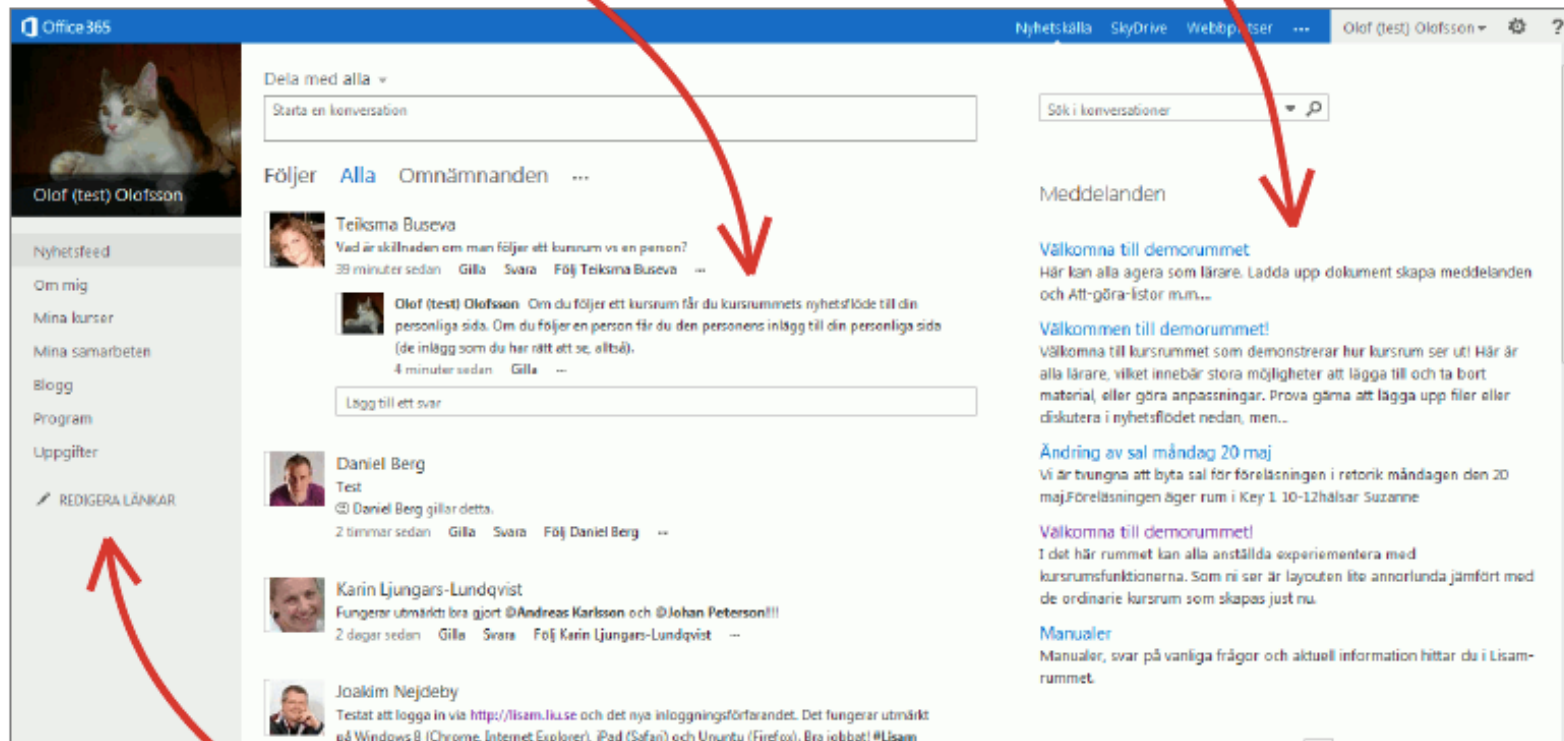 Office 365
Nyhetskälla SkyDrive Webbplatser ... Olof (test) Olofsson ?
Olof (test) Olofsson
Nyhetsfeed
Om mig
Mina kurser
Mina samarbeten
Blogg
Program
Uppgifter
REDIGERA LÄNKAR
Dela med alla
Starta en konversation
Följer Alla Omnämnanden ...
Teiksma Buseva
Vad är skillnaden om man följer ett kursrum vs en person?
39 minuter sedan Gilla Svara Följ Teiksma Buseva ...
Olof (test) Olofsson Om du följer ett kursrum får du kursrummets nyhetsflöde till din
personliga sida. Om du följer en person får du den personens inlägg till din personliga sida
(de inlägg som du har rätt att se, alltså).
4 minuter sedan Gilla ...
Lägg till ett svar
Daniel Berg
Test
Daniel Berg gillar detta.
2 timmar sedan Gilla Svara Följ Daniel Berg ...
Karin Ljungars-Lundqvist
Fungerar utmärkt! bra gjort @Andreas Karlsson och @Johan Peterson!!!
2 dagar sedan Gilla Svara Följ Karin Ljungars-Lundqvist ...
Joakim Nejdeby
Testat att logga in via http://lisam.liu.se och det nya inloggningsförfarandet. Det fungerar utmärkt
på Windows 8 (Chrome, Internet Explorer), iPad (Safari) och Ununtu (Firefox). Bra jobbat! #Lisam
Sök i konversationer
Meddelanden
Välkomna till demorummet
Här kan alla agera som lärare. Ladda upp dokument skapa meddelanden
och Att-göra-listor m.m....
Välkommen till demorummet!
Välkomna till kursrummet som demonstrerar hur kursrum ser ut! Här är
alla lärare, vilket innebär stora möjligheter att lägga till och ta bort
material, eller göra anpassningar. Prova gärna att lägga upp filer eller
diskutera i nyhetsflödet nedan, men...
Ändring av sal måndag 20 maj
Vi är tvungna att byta sal för föreläsningen i retorik måndagen den 20
maj.Föreläsningen äger rum i Key 1 10-12hälsar Suzanne
Välkomna till demorummet!
I det här rummet kan alla anställda experiementera med
kursrumsfunktionerna. Som ni ser är layouten lite annorlunda jämfört med
de ordinarie kursrum som skapas just nu.
Manualer
Manualer, svar på vanliga frågor och aktuell information hittar du i Lisam-
rummet.